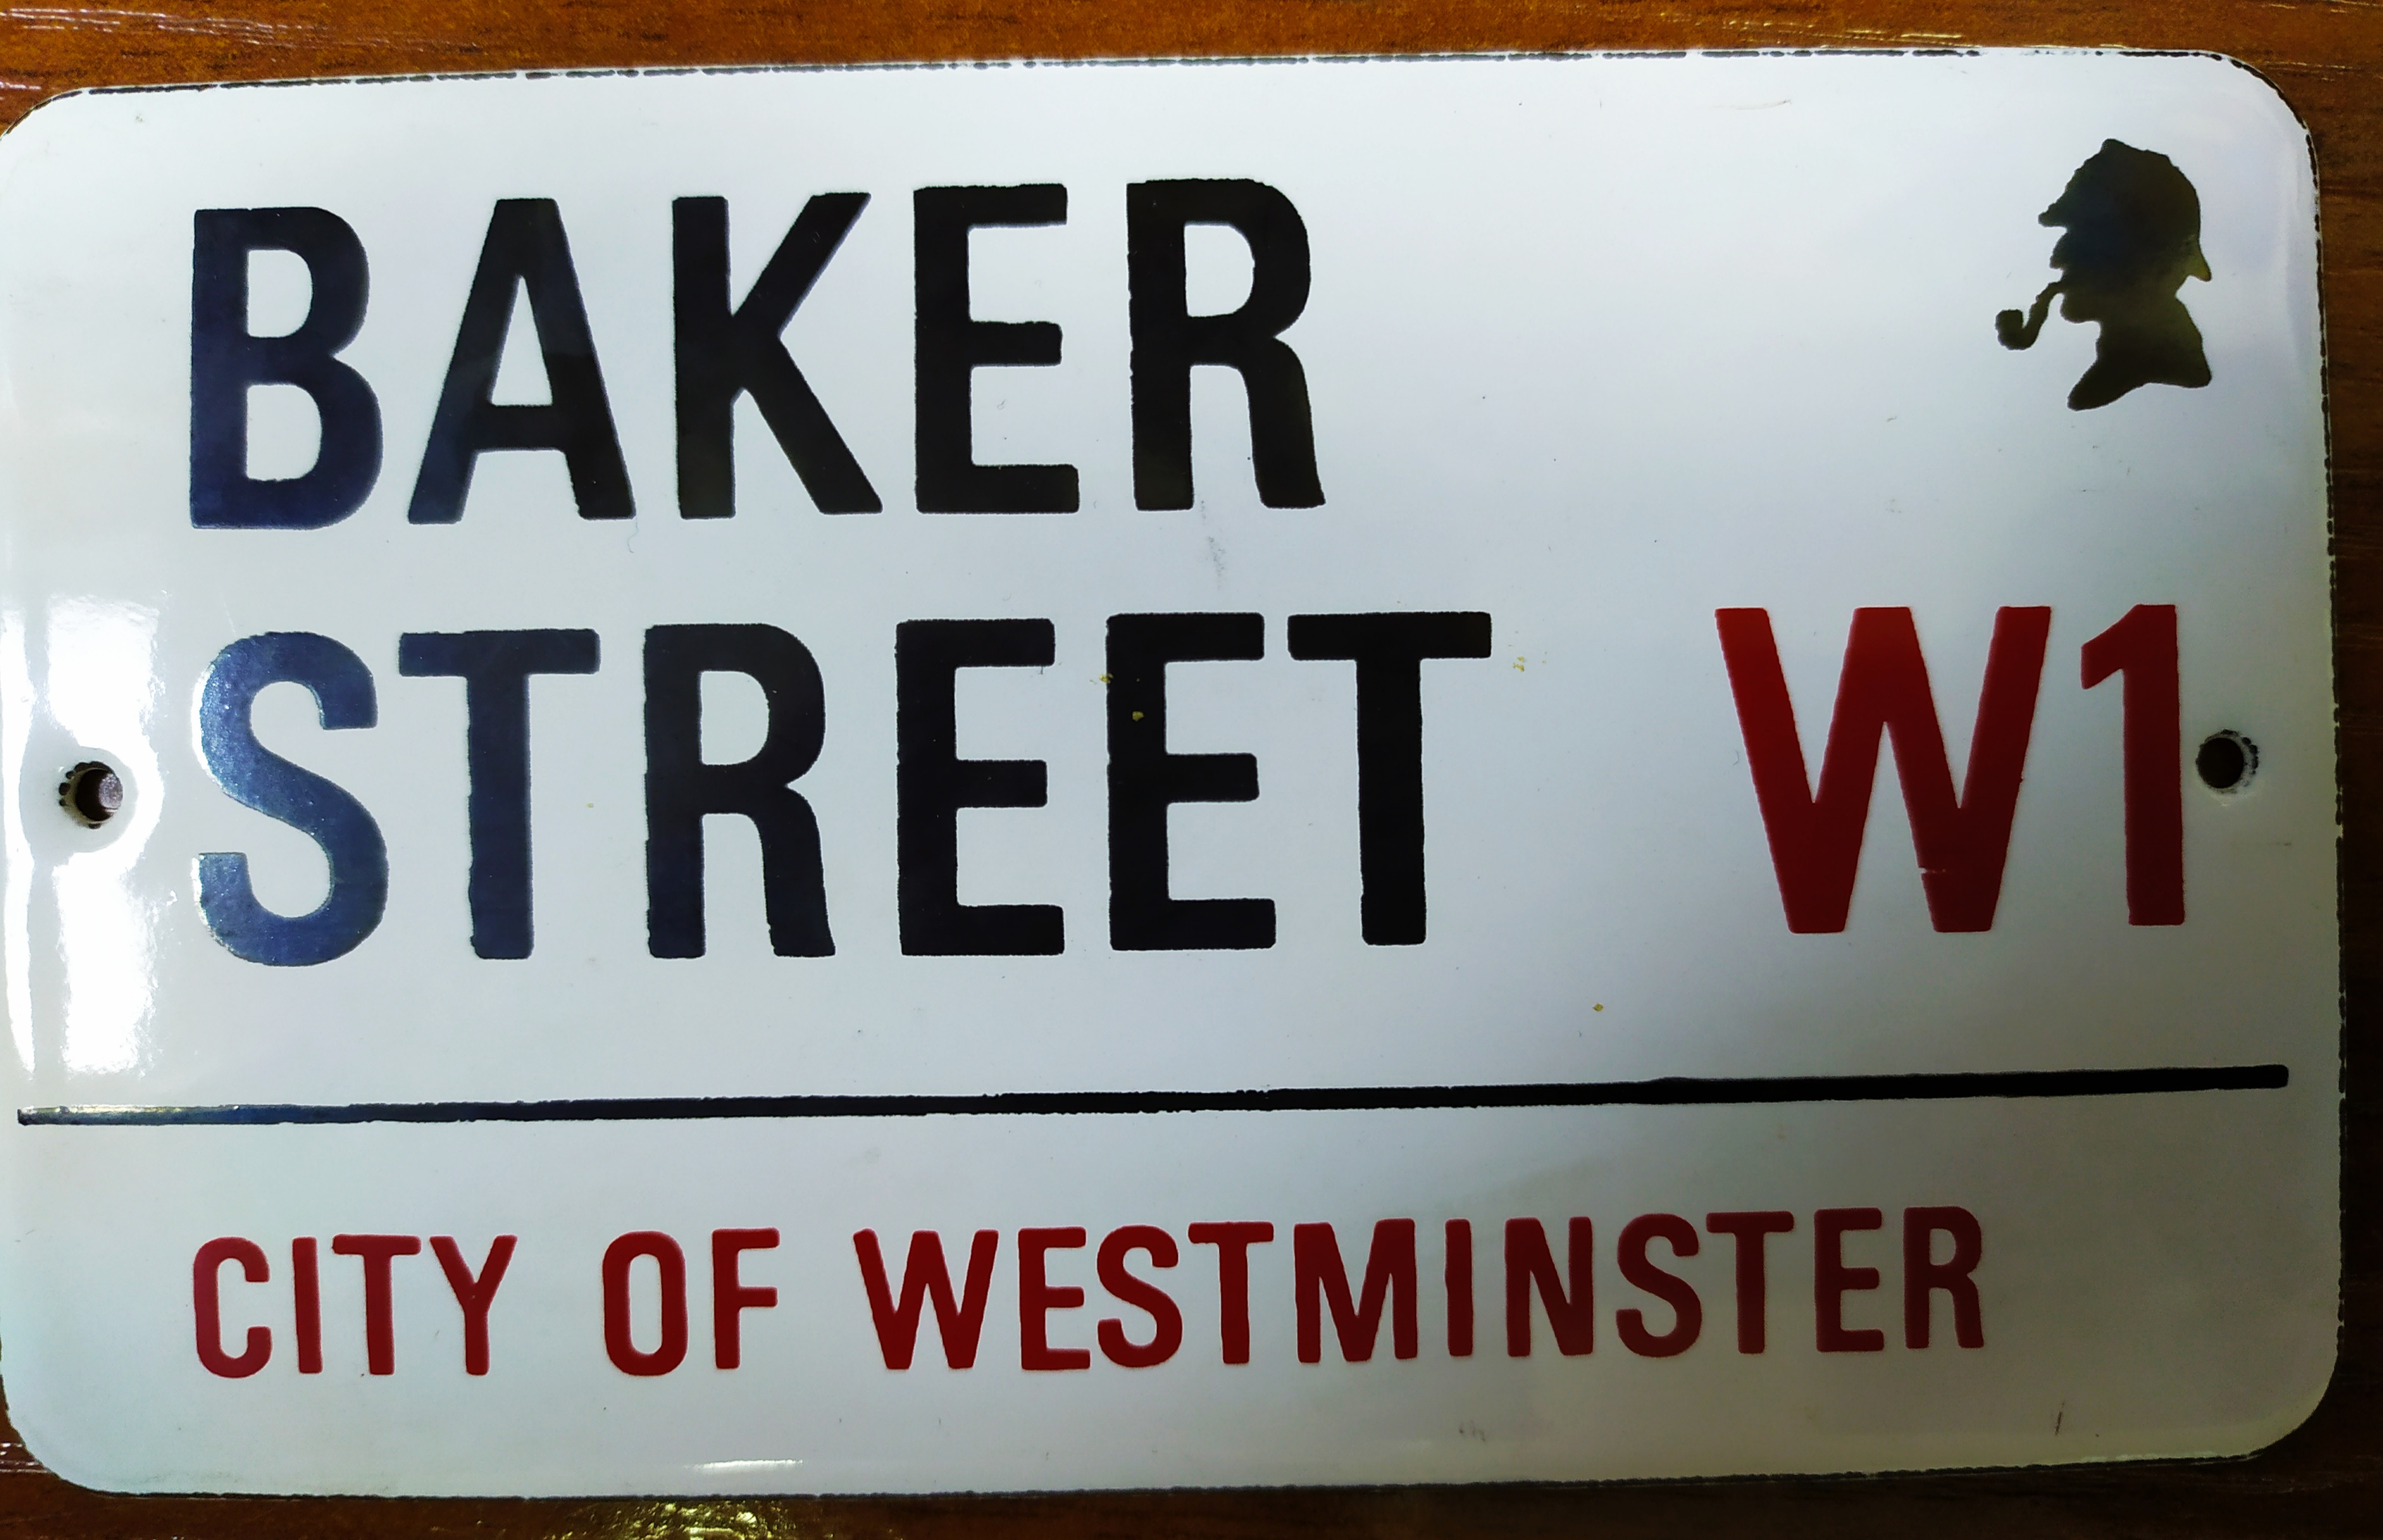 BAKER
STREET W1
CITY OF WESTMINSTER